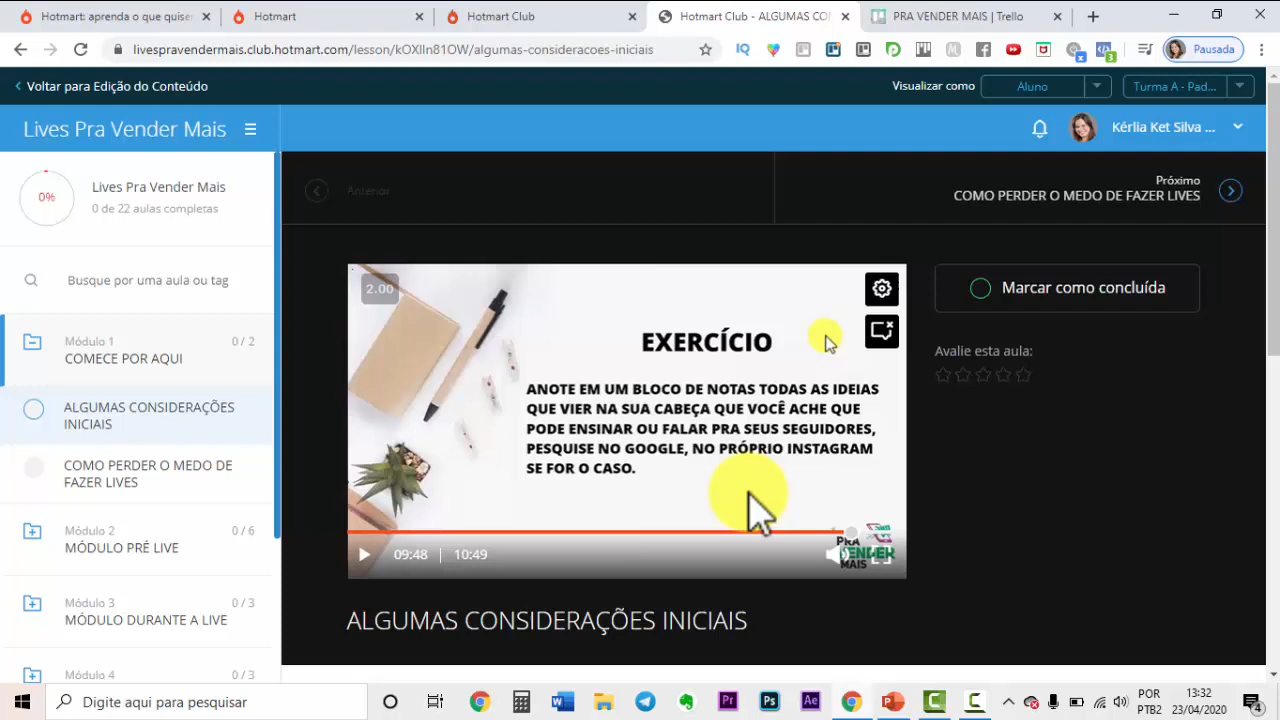 Hotmart: aprenda o que quise
Hotmart
Hotmart Club
Hotmart Club - ALGUMAS CO
PRA VENDER MAIS | Trello
livespravendermais.club.hotmart.com/lesson/kOXIIn81OW/algumas-consideracoes-iniciais
IQ
3
Pausada
Voltar para Edição do Conteúdo
Visualizar como
Aluno
Turma A - Pad...
Lives Pra Vender Mais
Kérlia Ket Silva ...
0%
Lives Pra Vender Mais
0 de 22 aulas completas
Anterior
Próximo
COMO PERDER O MEDO DE FAZER LIVES
Busque por uma aula ou tag
Módulo 1
0 / 2
COMECE POR AQUI
ALGUMAS CONSIDERAÇÕES
INICIAIS
COMO PERDER O MEDO DE
FAZER LIVES
Módulo 2
0 / 6
MÓDULO PRÉ LIVE
Módulo 3
0 / 3
MÓDULO DURANTE A LIVE
Módulo 4
0 / 3
2.00
EXERCÍCIO
ANOTE EM UM BLOCO DE NOTAS TODAS AS IDEIAS
QUE VIER NA SUA CABEÇA QUE VOCÊ ACHE QUE
PODE ENSINAR OU FALAR PRA SEUS SEGUIDORES,
PESQUISE NO GOOGLE, NO PRÓPRIO INSTAGRAM
SE FOR O CASO.
PRA
VENDER
MAIS
09:48
10:49
Marcar como concluída
Avalie esta aula:
ALGUMAS CONSIDERAÇÕES INICIAIS
Digite aqui para pesquisar
Pr
Ps
Ae
POR
PTB2
13:32
23/04/2020
4